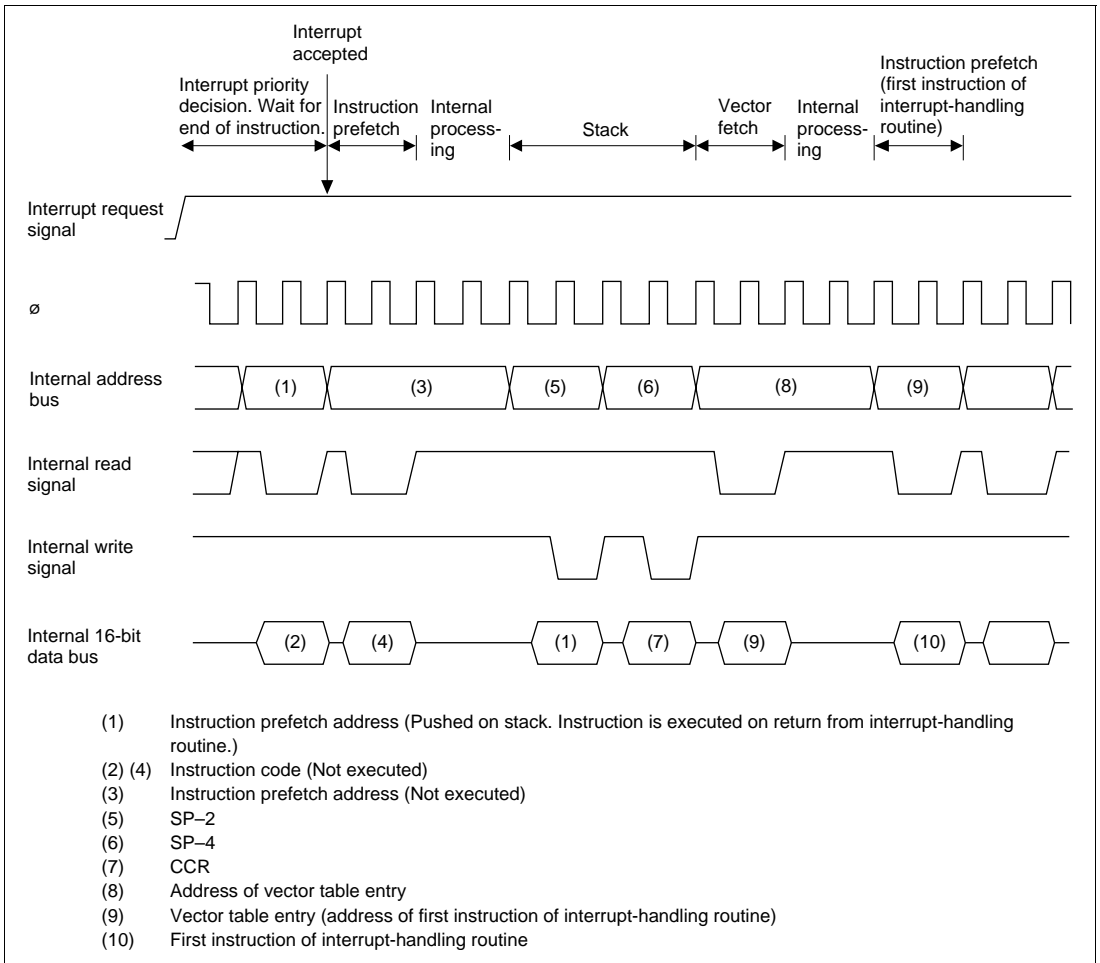 Interrupt
accepted
Interrupt priority
decision. Wait for
end of instruction.
Instruction
prefetch
Internal
process-
ing
Stack
Vector
fetch
Internal
process-
ing
Instruction prefetch
(first instruction of
interrupt-handling
routine)
Interrupt request
signal
ø
Internal address
bus
(1)
(3)
(5)
(6)
(8)
(9)
Internal read
signal
Internal write
signal
Internal 16-bit
data bus
(2)
(4)
(1)
(7)
(9)
(10)
(1) Instruction prefetch address (Pushed on stack. Instruction is executed on return from interrupt-handling
routine.)
(2) (4) Instruction code (Not executed)
(3) Instruction prefetch address (Not executed)
(5) SP–2
(6) SP–4
(7) CCR
(8) Address of vector table entry
(9) Vector table entry (address of first instruction of interrupt-handling routine)
(10) First instruction of interrupt-handling routine